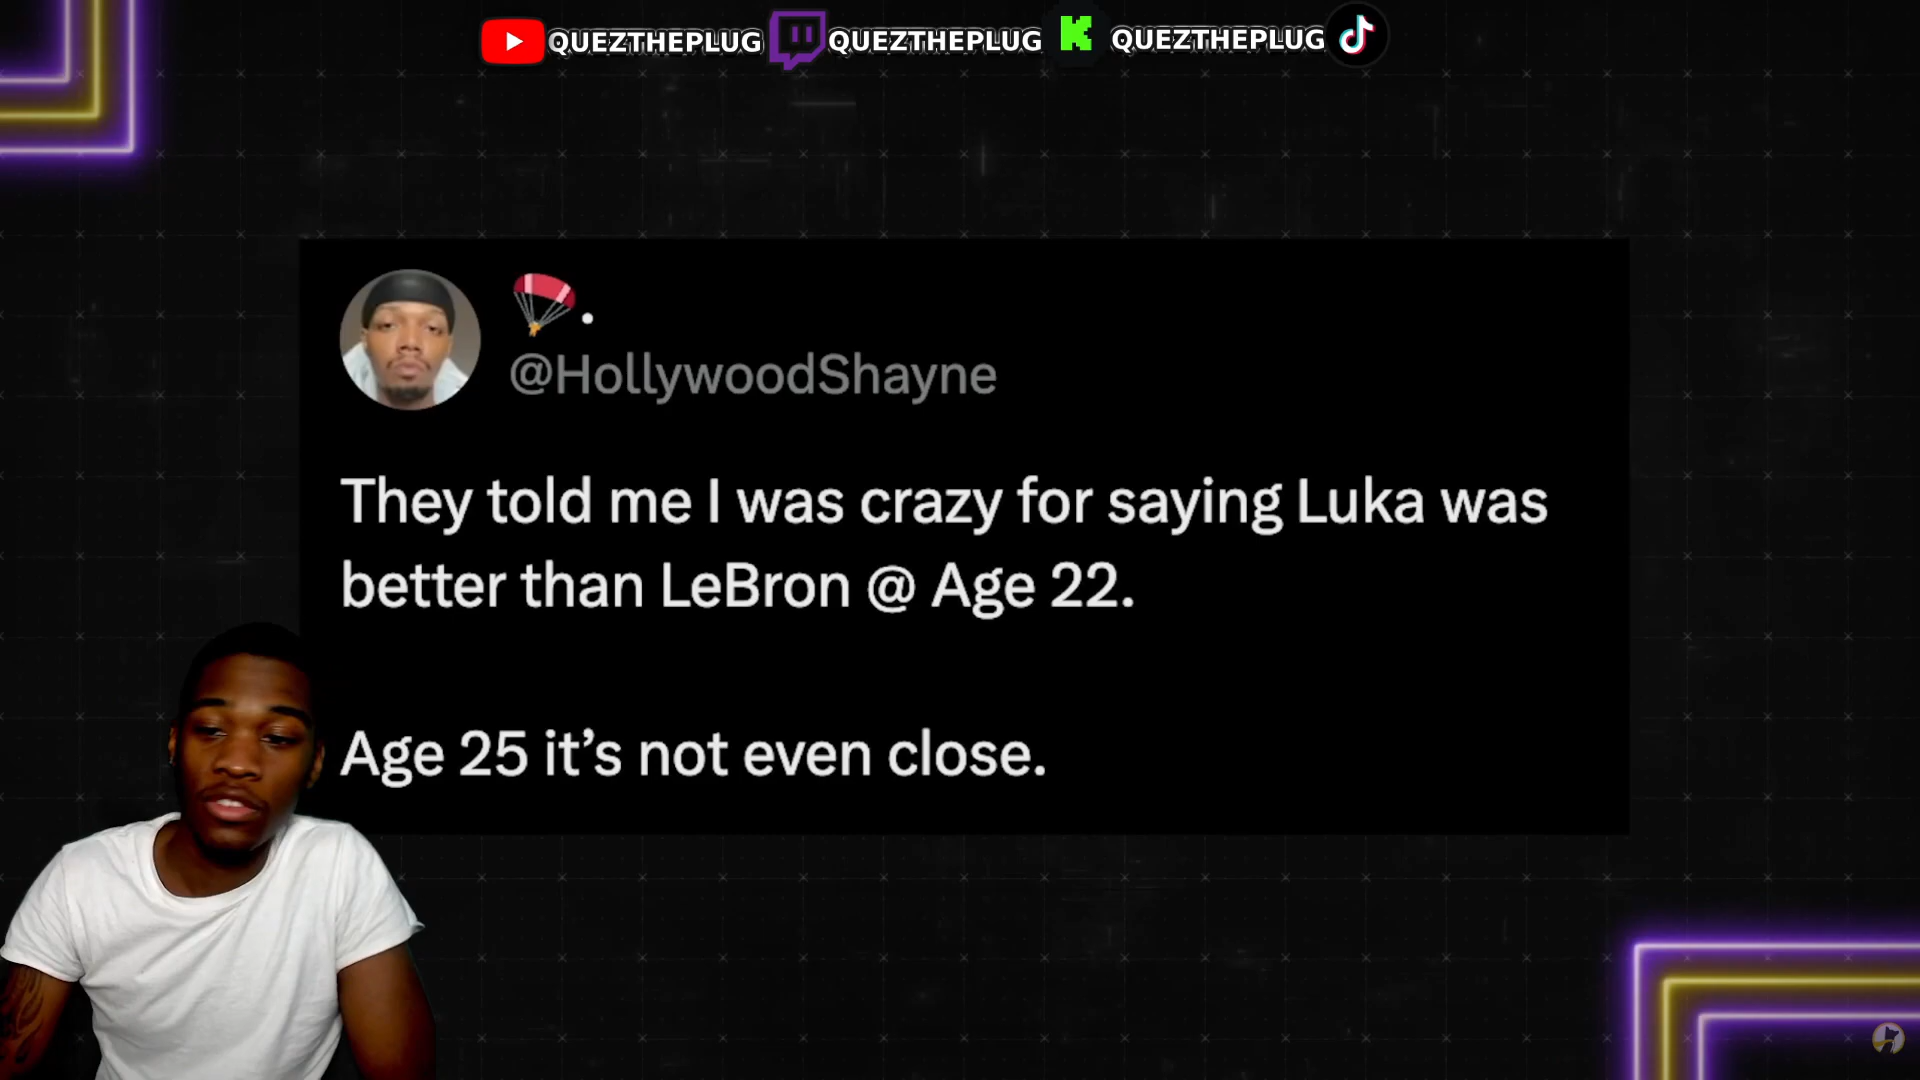 QUEZTHEPLUG QUEZTHEPLUG QUEZTHEPLUG
@HollywoodShayne
They told me I was crazy for saying Luka was
better than LeBron @ Age 22.
Age 25 it’s not even close.